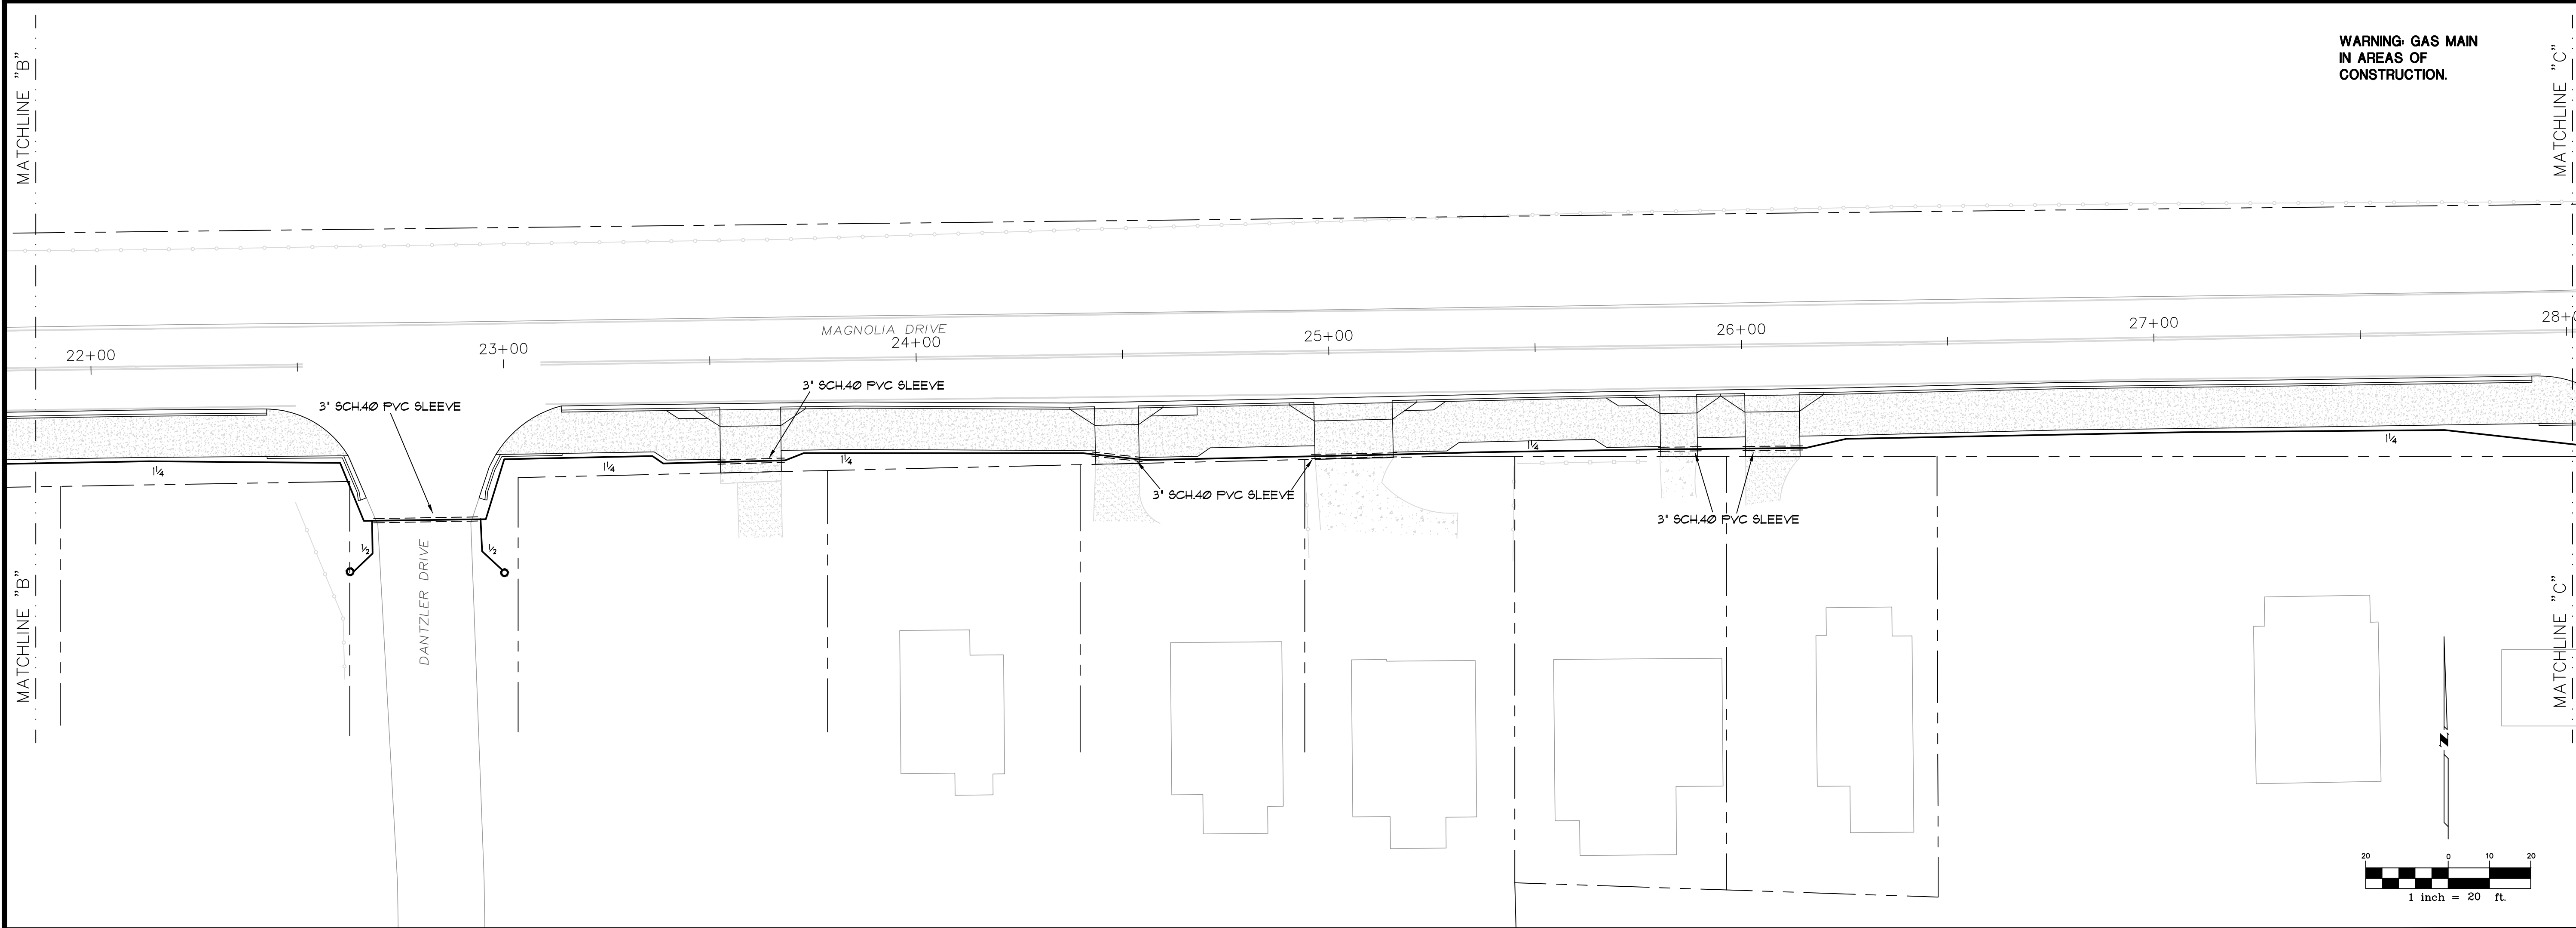 WARNING: GAS MAIN
IN AREAS OF
CONSTRUCTION.
MATCHLINE "B"
MATCHLINE "C"
MAGNOLIA DRIVE
22+00
23+00
24+00
25+00
26+00
27+00
3" SCH.40 PVC SLEEVE
3" SCH.40 PVC SLEEVE
3" SCH.40 PVC SLEEVE
3" SCH.40 PVC SLEEVE
1¼
1¼
1¼
1¼
1¼
½
½
DANTZLER DRIVE
MATCHLINE "B"
MATCHLINE "C"
N
20 0 10 20
1 inch = 20 ft.